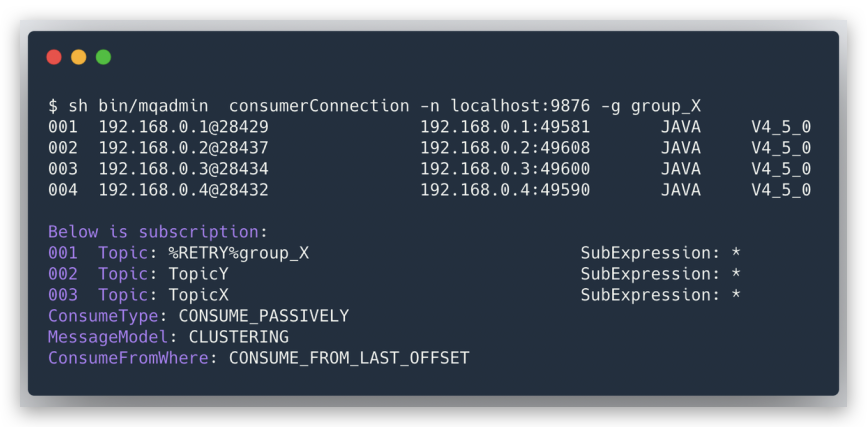 $ sh bin/mqadmin  consumerConnection -n localhost:9876 -g group_X
001  192.168.0.1@28429               192.168.0.1:49581       JAVA     V4_5_0
002  192.168.0.2@28437               192.168.0.2:49608       JAVA     V4_5_0
003  192.168.0.3@28434               192.168.0.3:49600       JAVA     V4_5_0
004  192.168.0.4@28432               192.168.0.4:49590       JAVA     V4_5_0
Below is subscription:
001  Topic: %RETRY%group_X                           SubExpression: *
002  Topic: TopicY                                   SubExpression: *
003  Topic: TopicX                                   SubExpression: *
ConsumeType: CONSUME_PASSIVELY
MessageModel: CLUSTERING
ConsumeFromWhere: CONSUME_FROM_LAST_OFFSET